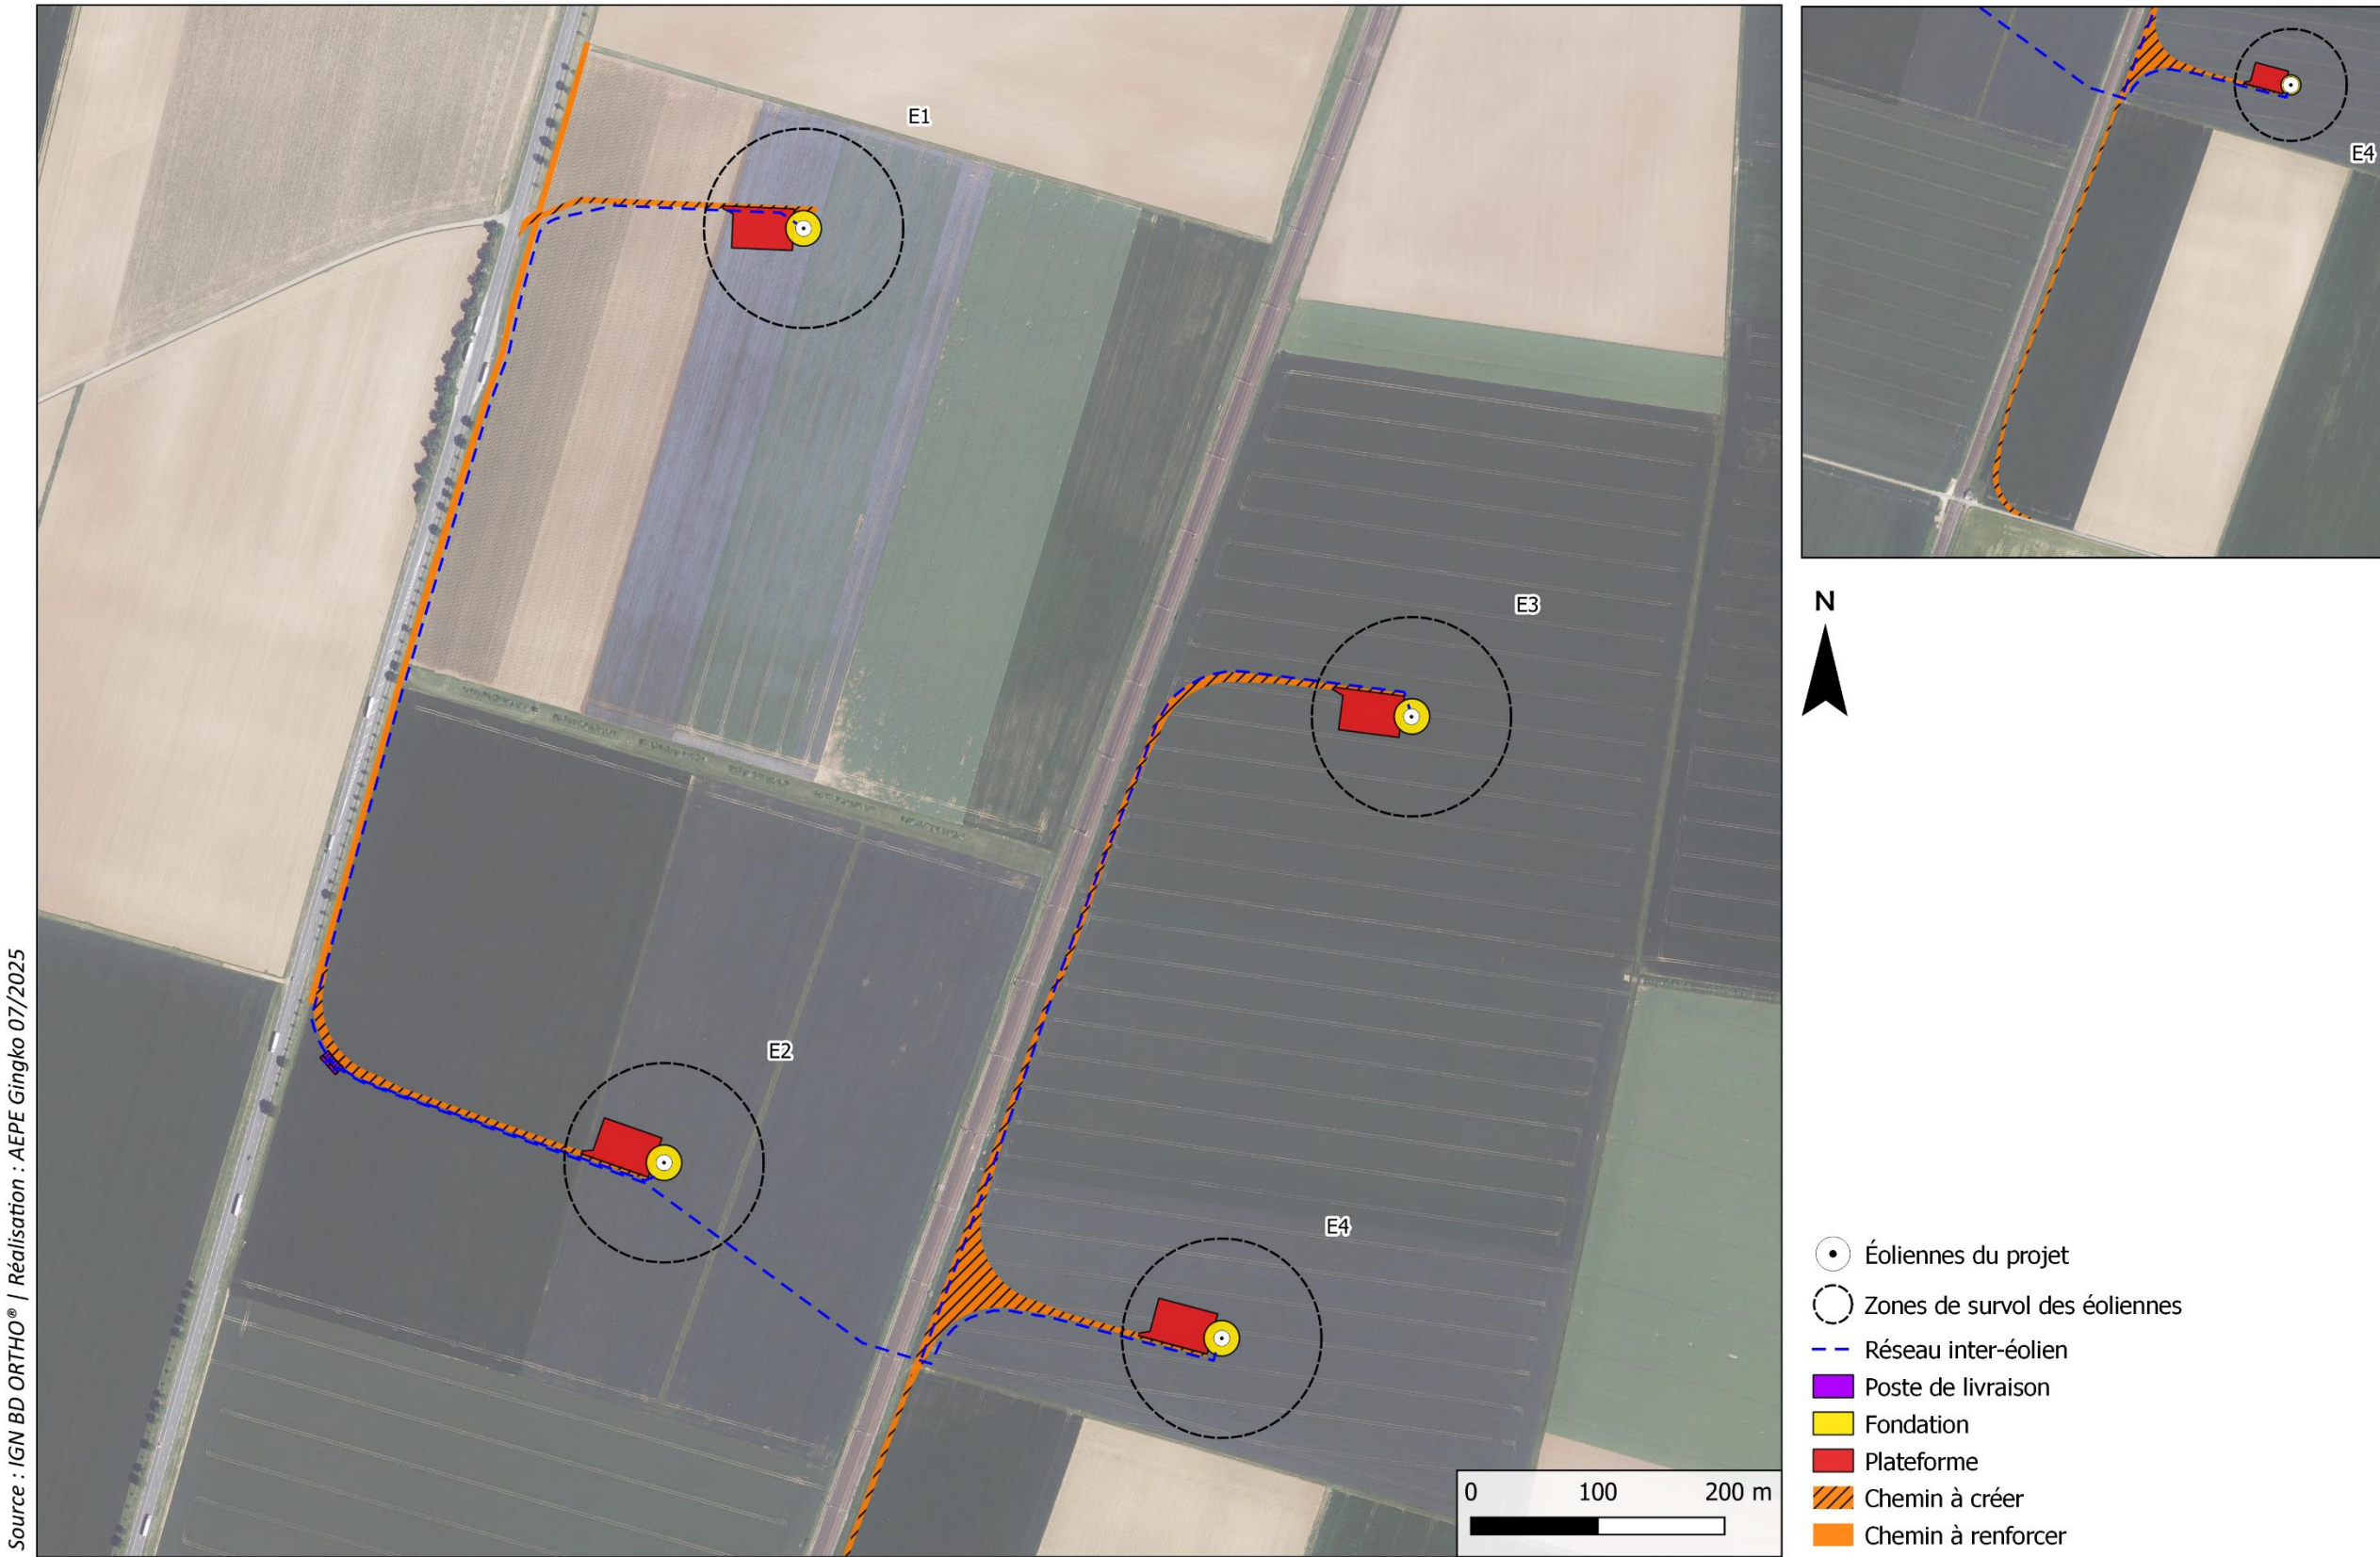 E1
E4
E3
N
E2
E4
0 100 200 m
Éoliennes du projet
Zones de survol des éoliennes
Réseau inter-éolien
Poste de livraison
Fondation
Plateforme
Chemin à créer
Chemin à renforcer
Source : IGN BD ORTHO® | Réalisation : AEPE Gingko 07/2025